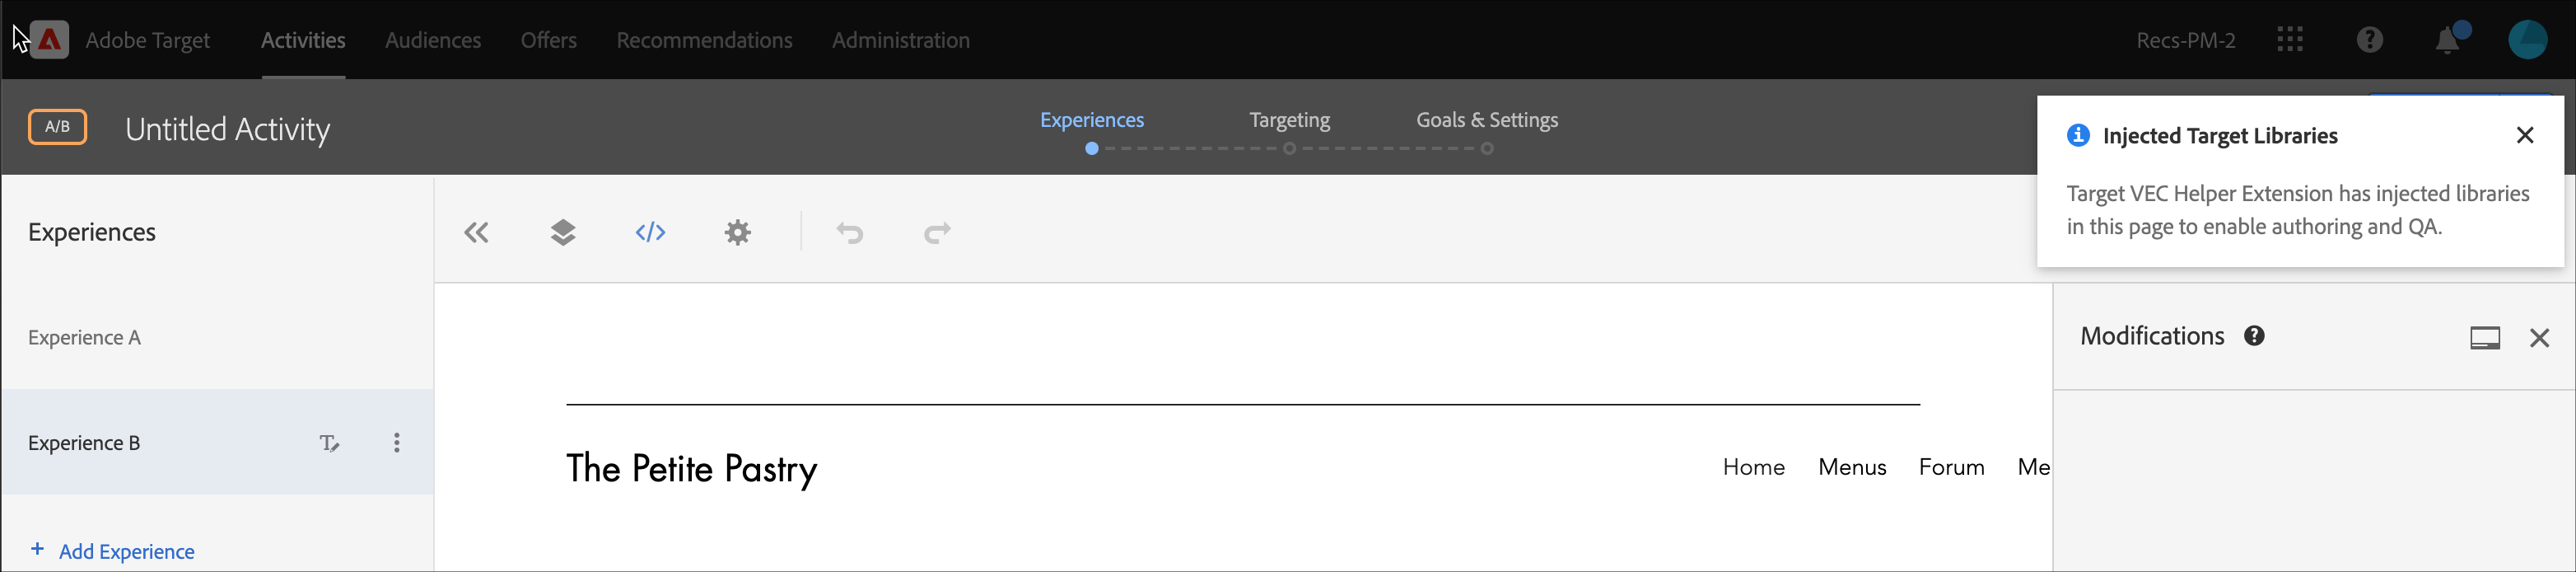 Adobe Target Activities Audiences Offers Recommendations Administration Recs-PM-2
A/B Untitled Activity
Experiences Targeting Goals & Settings
Injected Target Libraries
Target VEC Helper Extension has injected libraries
in this page to enable authoring and QA.
Experiences
Experience A
Experience B
+ Add Experience
The Petite Pastry
Home Menus Forum Me
Modifications